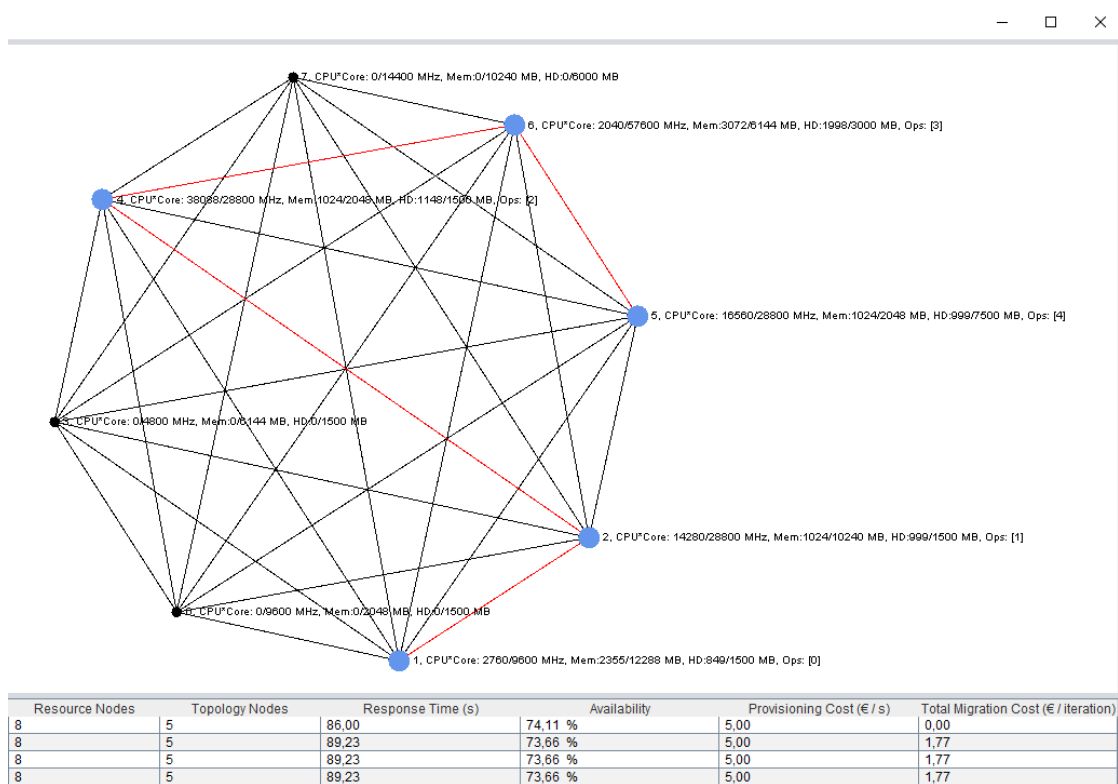 7, CPU*Core: 0/14400 MHz, Mem:0/10240 MB, HD:0/6000 MB
6, CPU*Core: 2040/57600 MHz, Mem:3072/6144 MB, HD:1998/3000 MB, Ops: [3]
4, CPU*Core: 38088/28800 MHz, Mem:1024/2048 MB, HD:1148/1500 MB, Ops: [2]
5, CPU*Core: 16560/28800 MHz, Mem:1024/2048 MB, HD:999/7500 MB, Ops: [4]
3, CPU*Core: 0/4800 MHz, Mem:0/6144 MB, HD:0/1500 MB
2, CPU*Core: 14280/28800 MHz, Mem:1024/10240 MB, HD:999/1500 MB, Ops: [1]
CPU*Core: 0/9600 MHz, Mem:0/2048 MB, HD:0/1500 MB
1, CPU*Core: 2760/9600 MHz, Mem:2355/12288 MB, HD:849/1500 MB, Ops: [0]
Resource Nodes Topology Nodes Response Time (s) Availability Provisioning Cost (€ / s) Total Migration Cost (€ / iteration)
8 5 86,00 74,11 % 5,00 0,00
8 5 89,23 73,66 % 5,00 1,77
8 5 89,23 73,66 % 5,00 1,77
8 5 89,23 73,66 % 5,00 1,77